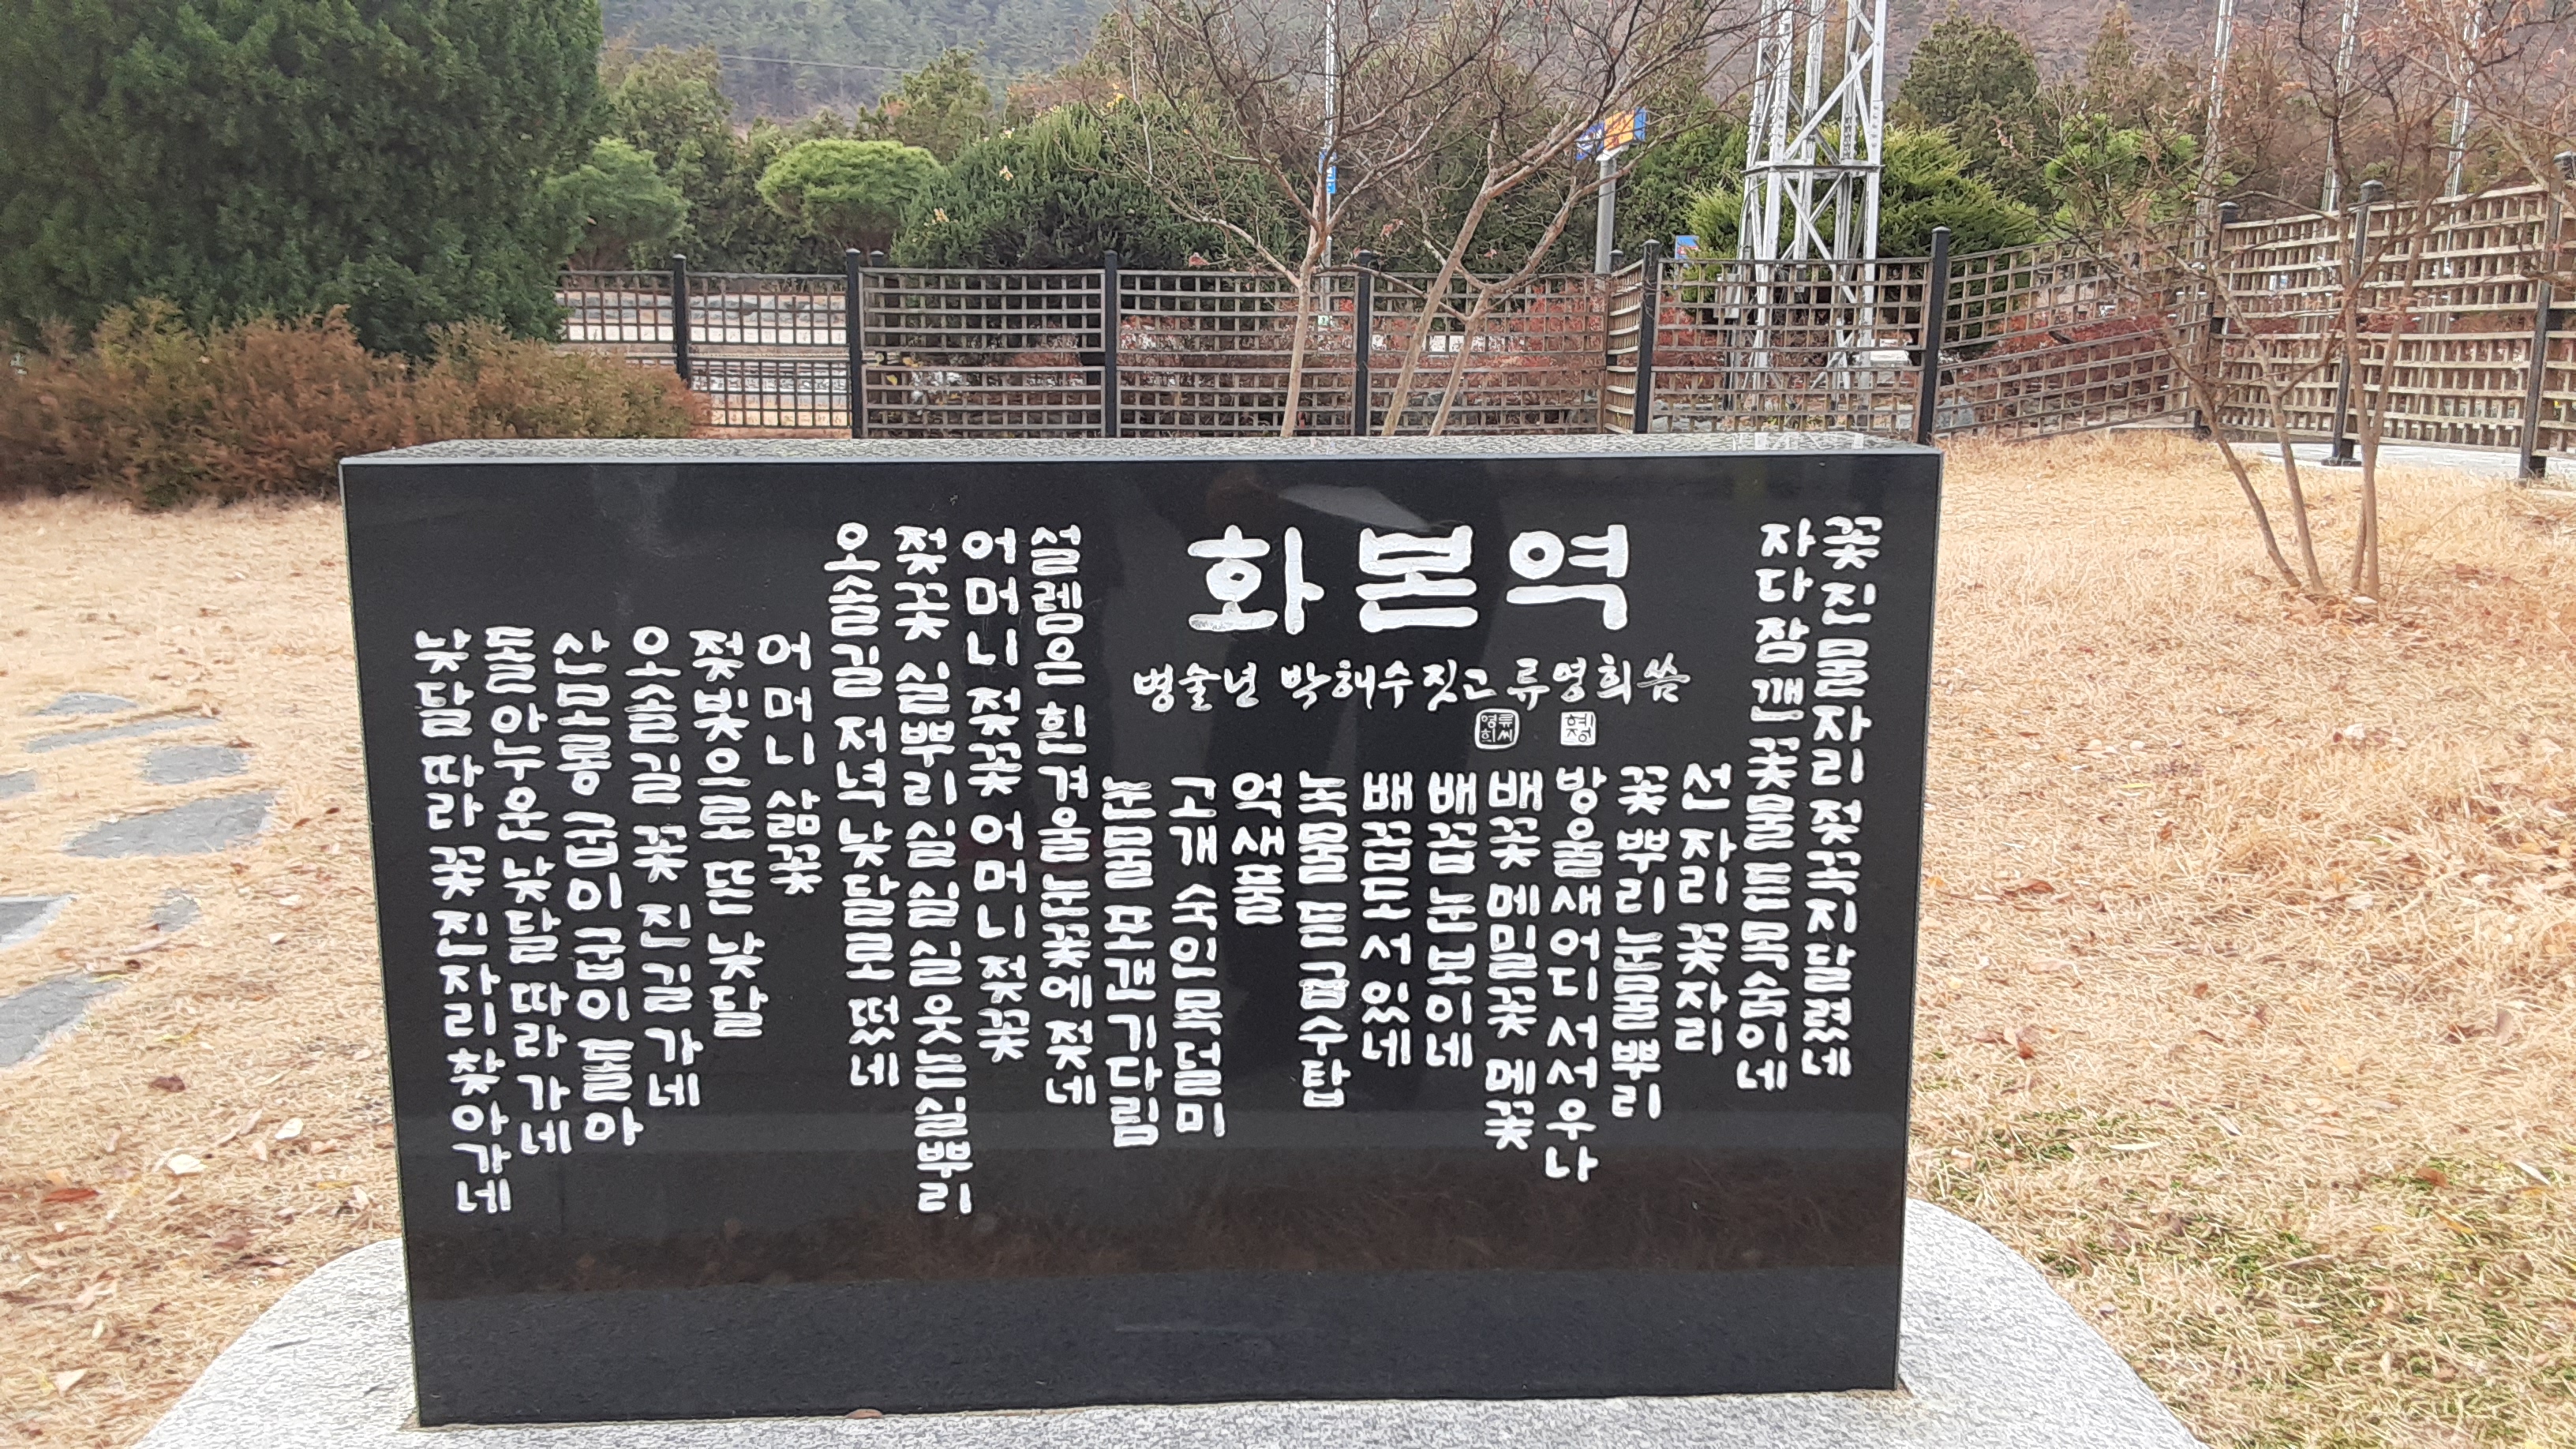 화본역
병술년 박해수 짓고 류영희 씀
꽃 진 물자리 젖꼭지 달렸네
자다 잠 깬 꽃물 든 목숨이네
선 자리 꽃자리
꽃 뿌리 눈물 뿌리
방울새 어디 서서 우나
배꽃 메밀꽃 메꽃
배꼽 눈 보이네
배꼽도 서 있네
녹물 든 급수탑
억새풀
고개 숙인 목덜미
눈물 포갠 기다림
설렘은 흰 겨울 눈꽃에 젖네
어머니 젖꽃 어머니 젖꽃
젖꽃 실뿌리 실실실 웃는 실뿌리
오솔길 저녁 낮달로 떴네
어머니 삶꽃
젖빛으로 뜬 낮달
오솔길 꽃 진 길 가네
산모롱 굽이굽이 돌아
돌아누운 낮달 따라 가네
낮달 따라 꽃 진 자리 찾아가네